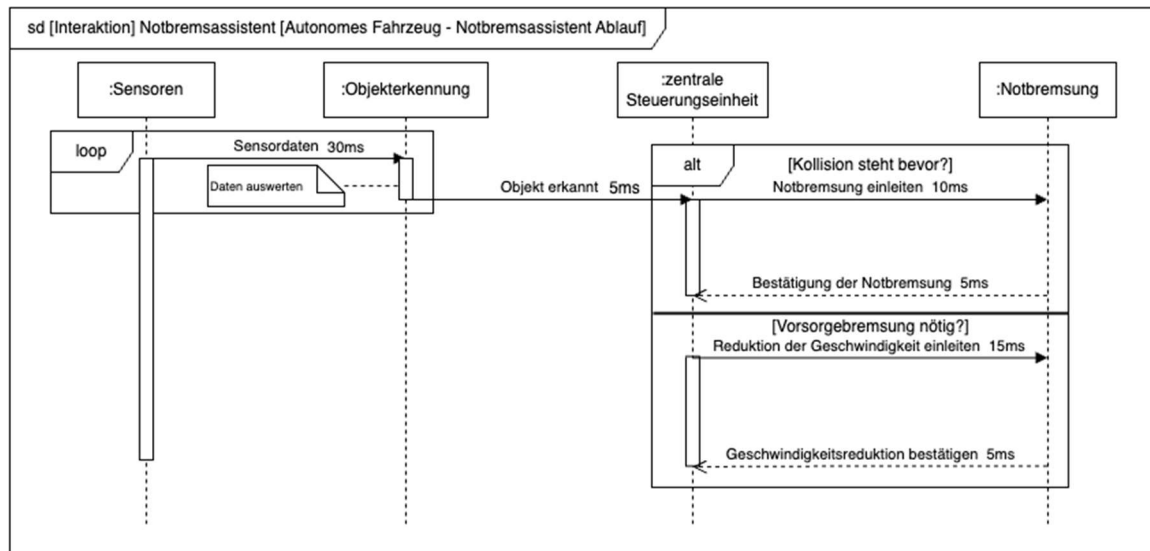 sd [Interaktion] Notbremsassistent [Autonomes Fahrzeug - Notbremsassistent Ablauf]
:Sensoren
:Objekterkennung
:zentrale
Steuerungseinheit
:Notbremsung
loop
Sensordaten 30ms
Daten auswerten
Objekt erkannt 5ms
alt
[Kollision steht bevor?]
Notbremsung einleiten 10ms
Bestätigung der Notbremsung 5ms
[Vorsorgebremsung nötig?]
Reduktion der Geschwindigkeit einleiten 15ms
Geschwindigkeitsreduktion bestätigen 5ms